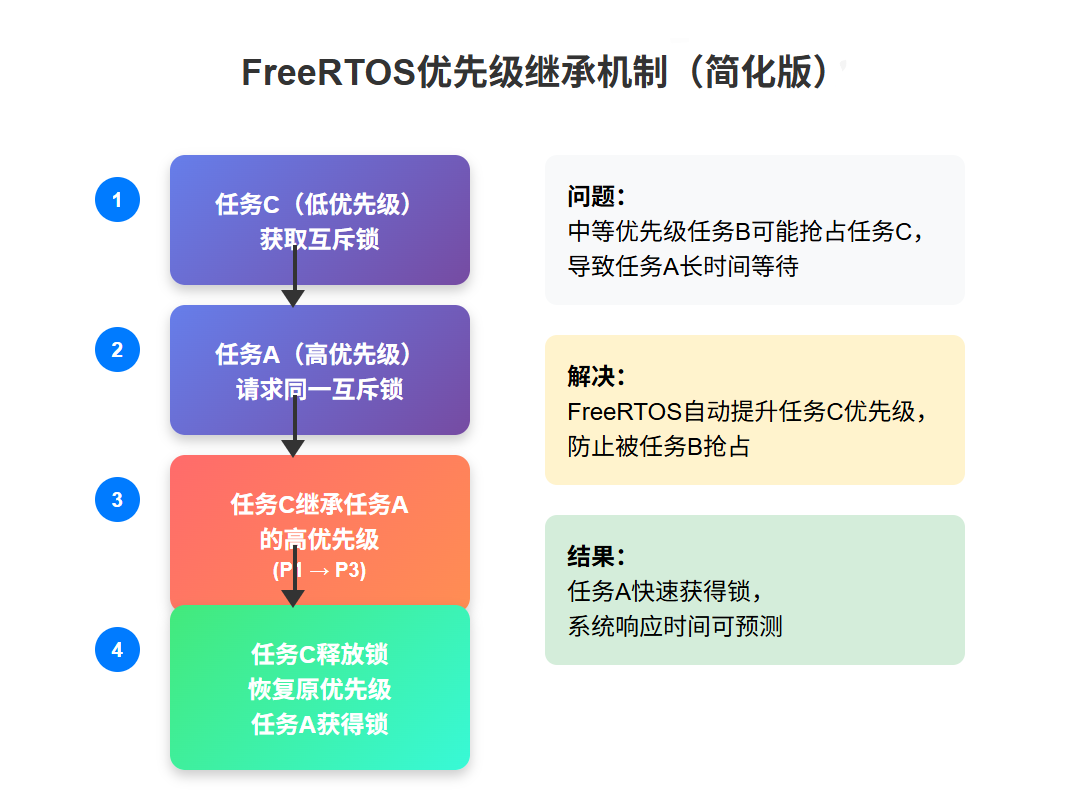 FreeRTOS优先级继承机制（简化版）
1
任务C（低优先级）
获取互斥锁
2
任务A（高优先级）
请求同一互斥锁
3
任务C继承任务A
的高优先级
(P1 → P3)
4
任务C释放锁
恢复原优先级
任务A获得锁
问题：
中等优先级任务B可能抢占任务C，
导致任务A长时间等待
解决：
FreeRTOS自动提升任务C优先级，
防止被任务B抢占
结果：
任务A快速获得锁，
系统响应时间可预测